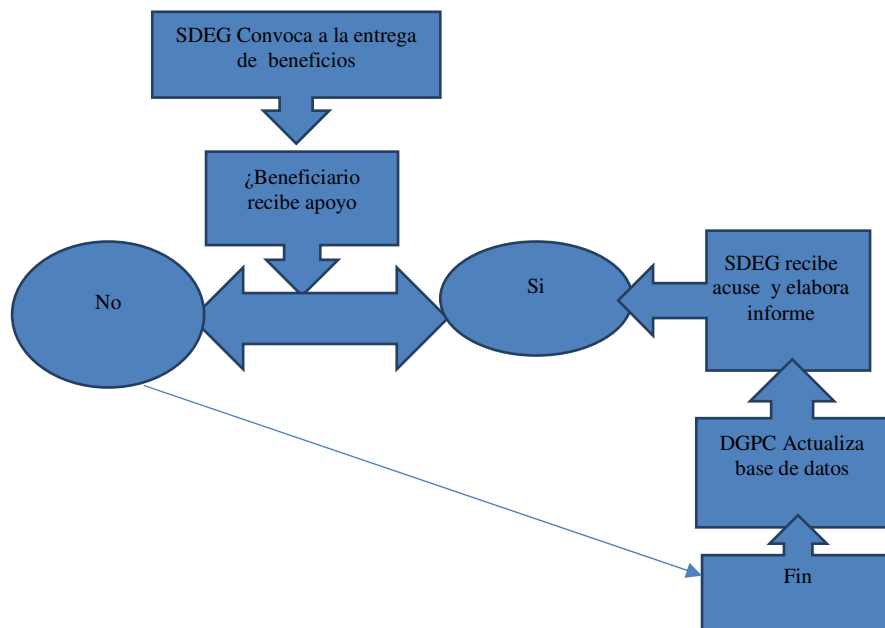 SDEG Convoca a la entrega
de beneficios
¿Beneficiario
recibe apoyo
No
Si
SDEG recibe
acuse y elabora
informe
DGPC Actualiza
base de datos
Fin